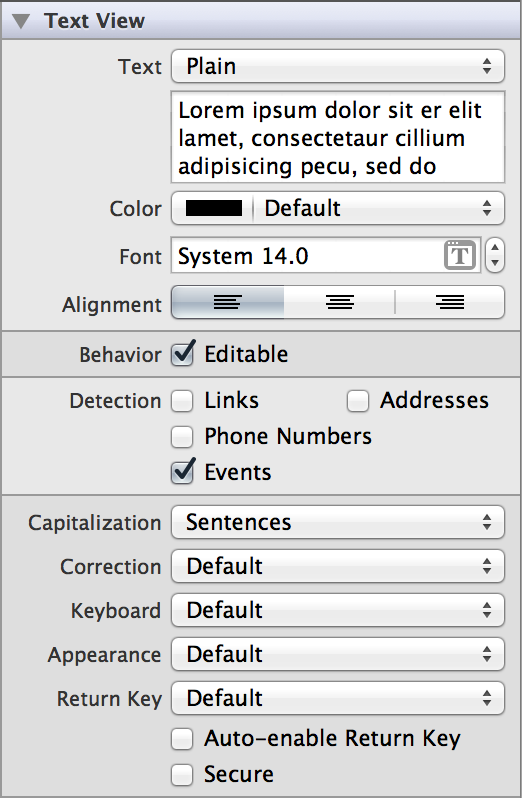 Text View
Text Plain
Lorem ipsum dolor sit er elit
lamet, consectetaur cillium
adipisicing pecu, sed do
Color Default
Font System 14.0 T
Alignment
Behavior Editable
Detection Links Addresses
Phone Numbers
Events
Capitalization Sentences
Correction Default
Keyboard Default
Appearance Default
Return Key Default
Auto-enable Return Key
Secure